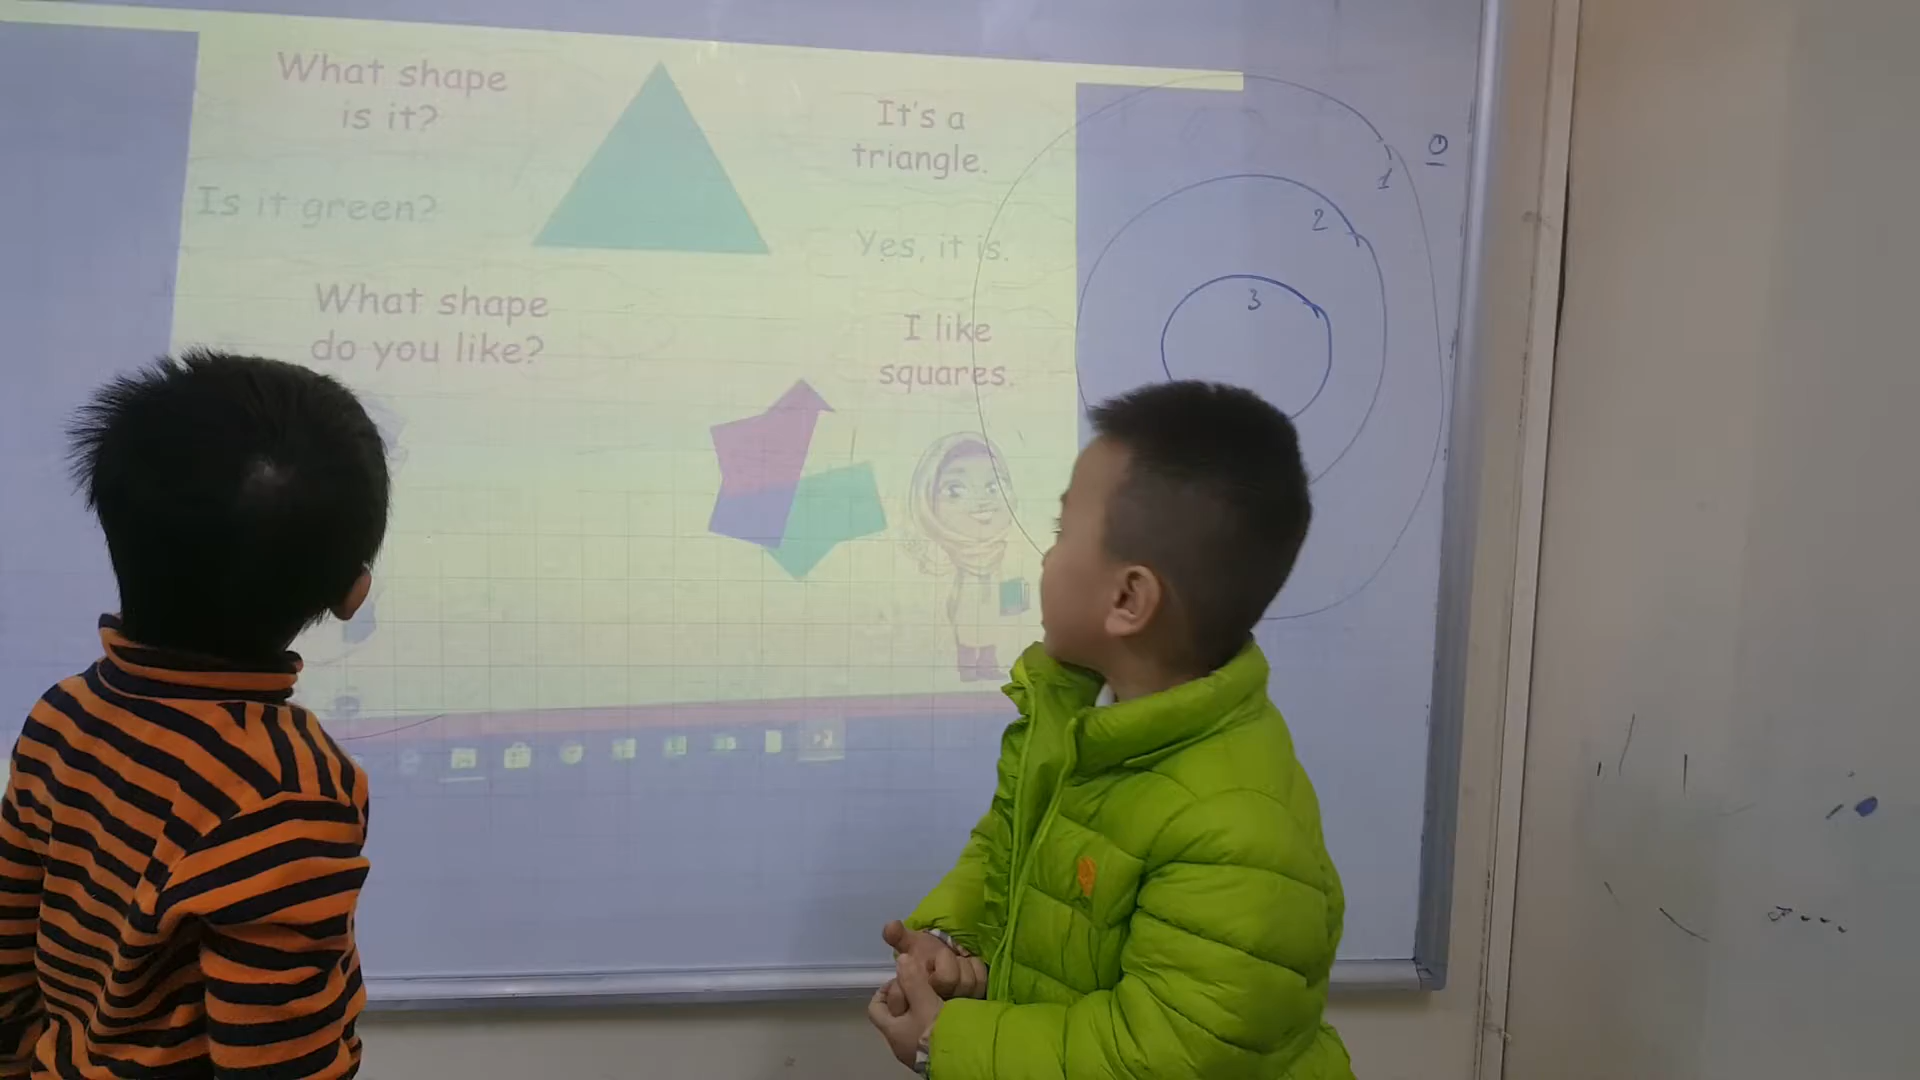 What shape
is it?
It's a
triangle.
Is it green?
Yes, it is.
What shape
do you like?
I like
squares.
0
1
2
3